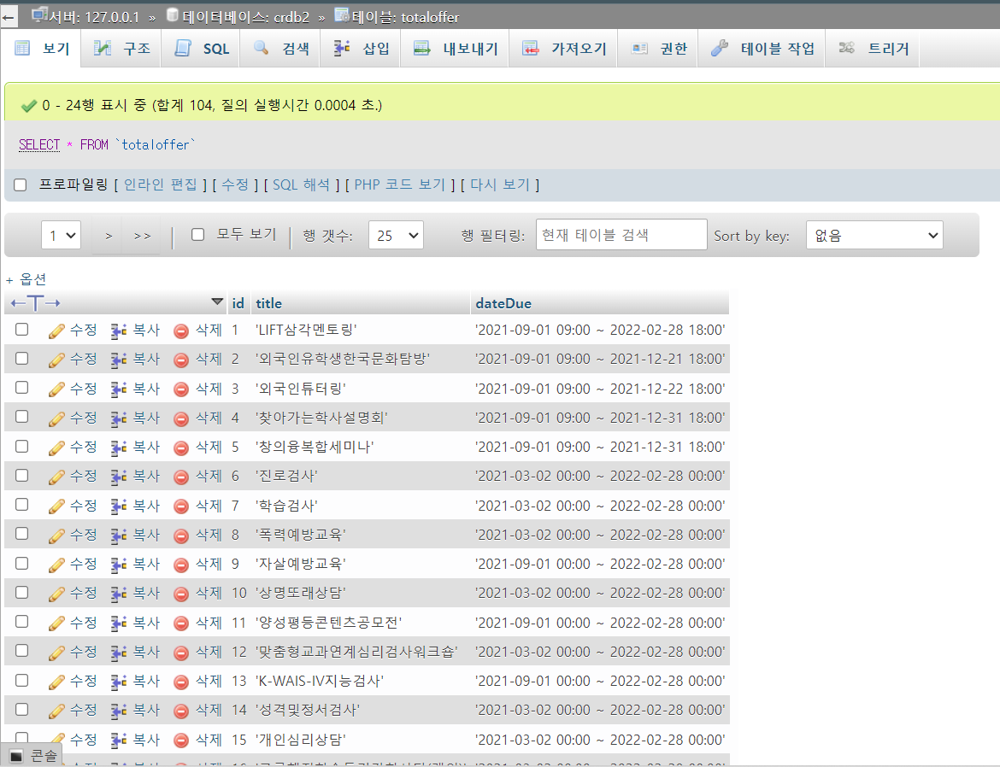 서버: 127.0.0.1 » 데이터베이스: crdb2 » 테이블: totaloffer
보기 구조 SQL 검색 삽입 내보내기 가져오기 권한 테이블 작업 트리거
0 - 24행 표시 중 (합계 104, 질의 실행시간 0.0004 초.)
SELECT * FROM `totaloffer`
프로파일링 [ 인라인 편집 ] [ 수정 ] [ SQL 해석 ] [ PHP 코드 보기 ] [ 다시 보기 ]
1 > >> 모두 보기 행 갯수: 25 행 필터링: 현재 테이블 검색 Sort by key: 없음
+ 옵션
←T→ id title dateDue
수정 복사 삭제 1 'LIFT삼각멘토링' '2021-09-01 09:00 ~ 2022-02-28 18:00'
수정 복사 삭제 2 '외국인유학생한국문화탐방' '2021-09-01 09:00 ~ 2021-12-21 18:00'
수정 복사 삭제 3 '외국인튜터링' '2021-09-01 09:00 ~ 2021-12-22 18:00'
수정 복사 삭제 4 '찾아가는학사설명회' '2021-09-01 09:00 ~ 2021-12-31 18:00'
수정 복사 삭제 5 '창의융복합세미나' '2021-09-01 09:00 ~ 2021-12-31 18:00'
수정 복사 삭제 6 '진로검사' '2021-03-02 00:00 ~ 2022-02-28 00:00'
수정 복사 삭제 7 '학습검사' '2021-03-02 00:00 ~ 2022-02-28 00:00'
수정 복사 삭제 8 '폭력예방교육' '2021-03-02 00:00 ~ 2022-02-28 00:00'
수정 복사 삭제 9 '자살예방교육' '2021-09-01 00:00 ~ 2022-02-28 00:00'
수정 복사 삭제 10 '상명또래상담' '2021-03-02 00:00 ~ 2022-02-28 00:00'
수정 복사 삭제 11 '양성평등콘텐츠공모전' '2021-09-01 00:00 ~ 2022-02-28 00:00'
수정 복사 삭제 12 '맞춤형교과연계심리검사워크숍' '2021-03-02 00:00 ~ 2022-02-28 00:00'
수정 복사 삭제 13 'K-WAIS-IV지능검사' '2021-09-01 00:00 ~ 2022-02-28 00:00'
수정 복사 삭제 14 '성격및정서검사' '2021-03-02 00:00 ~ 2022-02-28 00:00'
수정 복사 삭제 15 '개인심리상담' '2021-03-02 00:00 ~ 2022-02-28 00:00'
콘솔